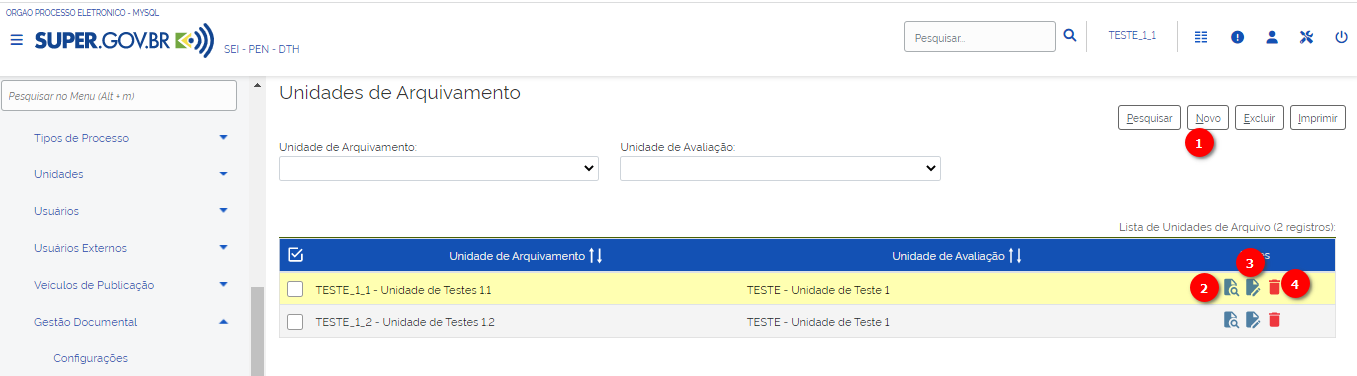 ORGAO PROCESSO ELETRONICO - MYSQL
SUPER.GOV.BR
SEI - PEN - DTH
Pesquisar..
TESTE_1_1
Pesquisar no Menu (Alt + m)
Tipos de Processo
Unidades
Usuários
Usuários Externos
Veículos de Publicação
Gestão Documental
Configurações
Unidades de Arquivamento
Pesquisar Novo Excluir Imprimir
1
Unidade de Arquivamento: Unidade de Avaliação:
Lista de Unidades de Arquivo (2 registros):
Unidade de Arquivamento Unidade de Avaliação
3
TESTE_1_1 - Unidade de Testes 1.1 TESTE - Unidade de Teste 1 2 4
TESTE_1_2 - Unidade de Testes 1.2 TESTE - Unidade de Teste 1